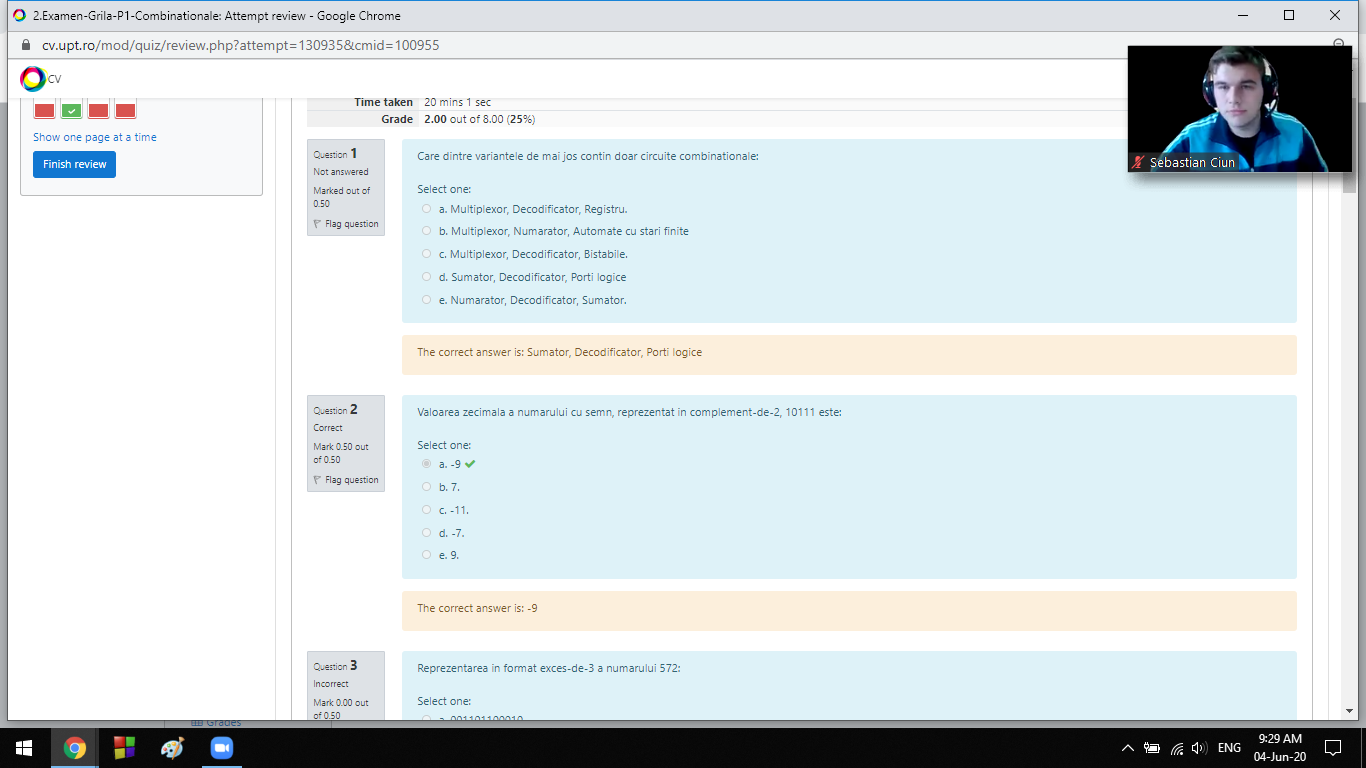 2.Examen-Grila-P1-Combinationale: Attempt review - Google Chrome
cv.upt.ro/mod/quiz/review.php?attempt=130935&cmid=100955
CV
Show one page at a time
Finish review
Time taken 20 mins 1 sec
Grade 2.00 out of 8.00 (25%)
Sebastian Ciun
Question 1
Not answered
Marked out of
0.50
Flag question
Care dintre variantele de mai jos contin doar circuite combinationale:
Select one:
a. Multiplexor, Decodificator, Registru.
b. Multiplexor, Numarator, Automate cu stari finite
c. Multiplexor, Decodificator, Bistabile.
d. Sumator, Decodificator, Porti logice
e. Numarator, Decodificator, Sumator.
The correct answer is: Sumator, Decodificator, Porti logice
Question 2
Correct
Mark 0.50 out
of 0.50
Flag question
Valoarea zecimala a numarului cu semn, reprezentat in complement-de-2, 10111 este:
Select one:
a. -9
b. 7.
c. -11.
d. -7.
e. 9.
The correct answer is: -9
Question 3
Incorrect
Mark 0.00 out
of 0.50
Reprezentarea in format exces-de-3 a numarului 572:
Select one:
a. 001101100010
Grades
ENG
9:29 AM
04-Jun-20